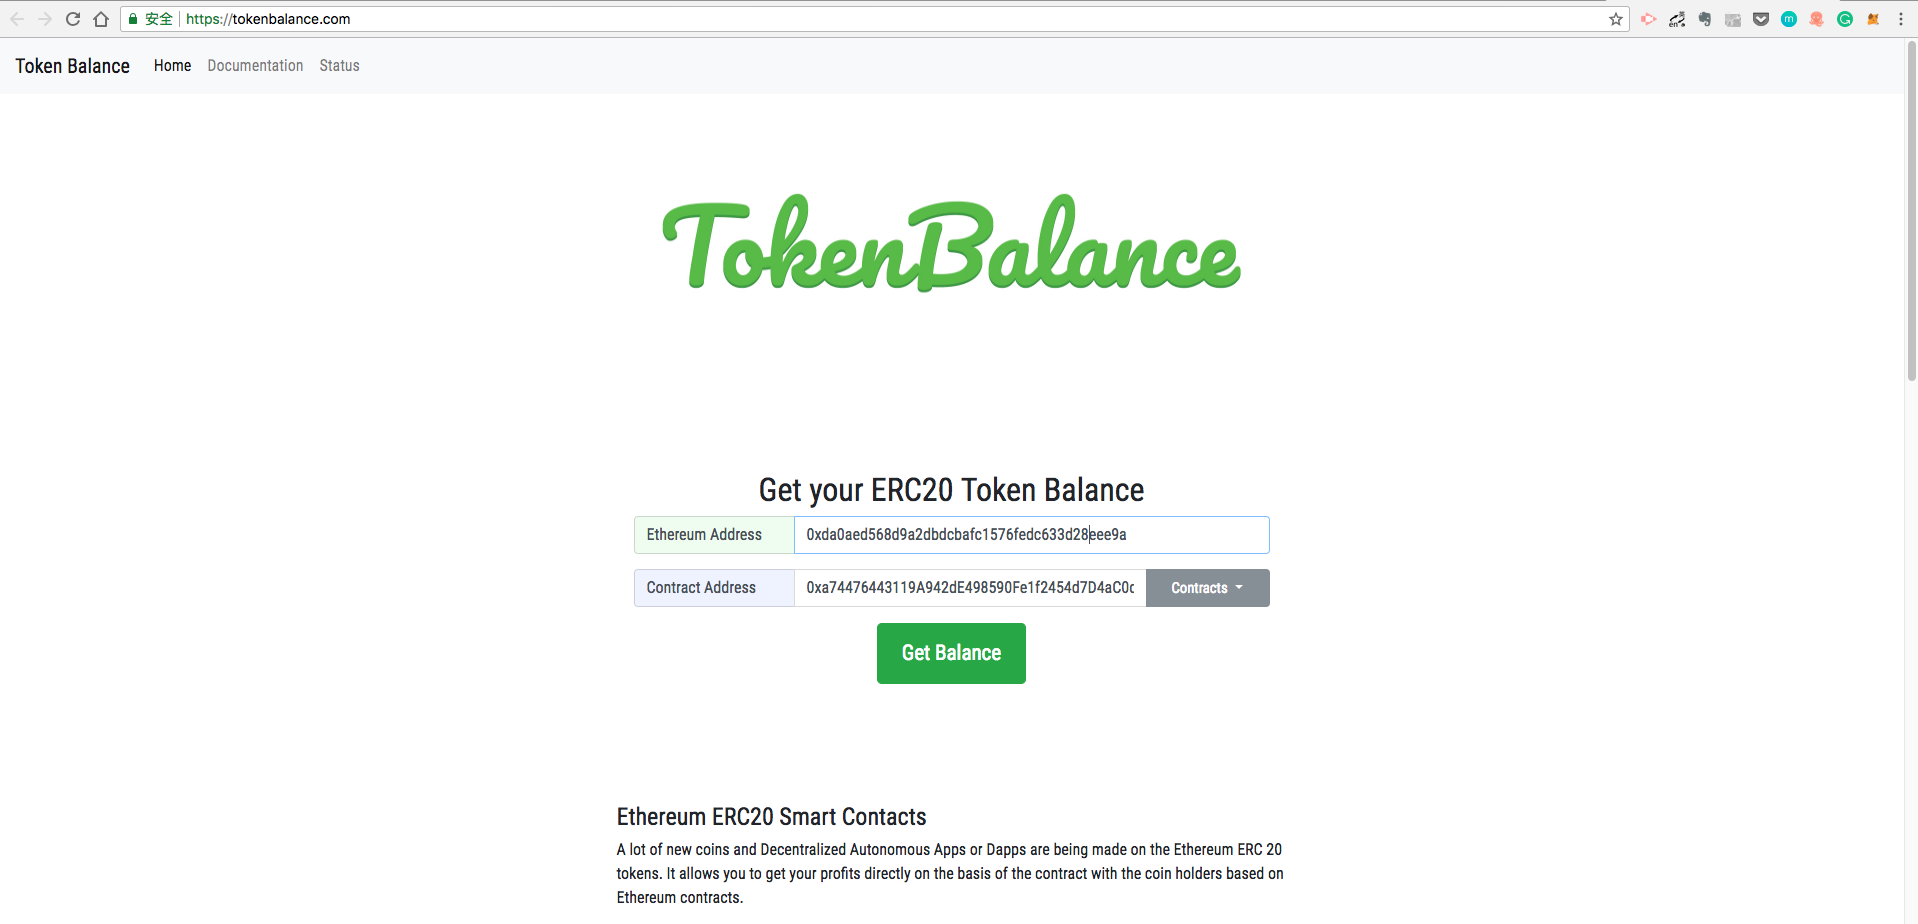 安全 https://tokenbalance.com
Token Balance Home Documentation Status
TokenBalance
Get your ERC20 Token Balance
Ethereum Address 0xda0aed568d9a2dbdcbafc1576fedc633d28eee9a
Contract Address 0xa74476443119A942dE498590Fe1f2454d7D4aC0d Contracts
Get Balance
Ethereum ERC20 Smart Contacts
A lot of new coins and Decentralized Autonomous Apps or Dapps are being made on the Ethereum ERC 20
tokens. It allows you to get your profits directly on the basis of the contract with the coin holders based on
Ethereum contracts.